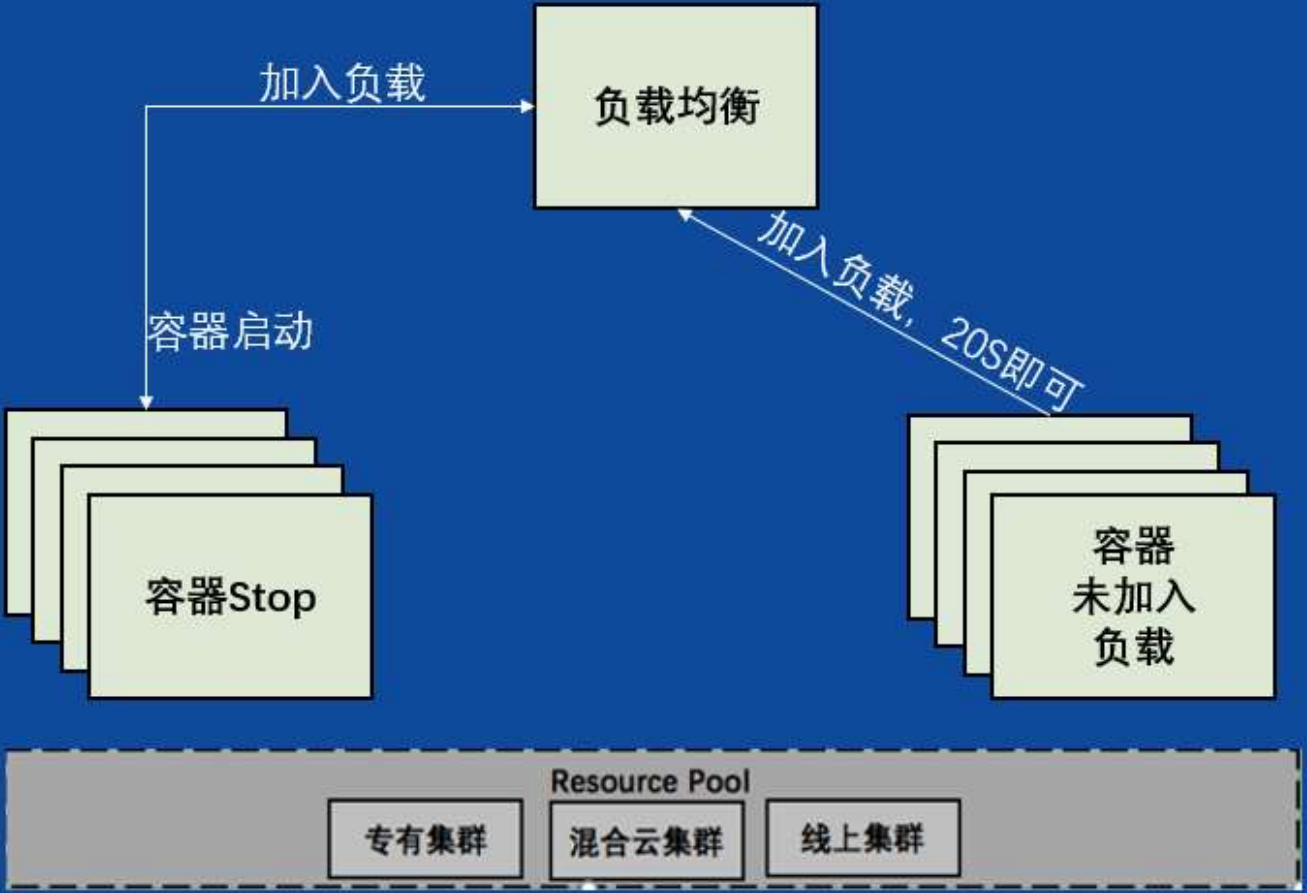 加入负载
负载均衡
加入负载，20S即可
容器启动
容器Stop
容器
未加入
负载
Resource Pool
专有集群
混合云集群
线上集群